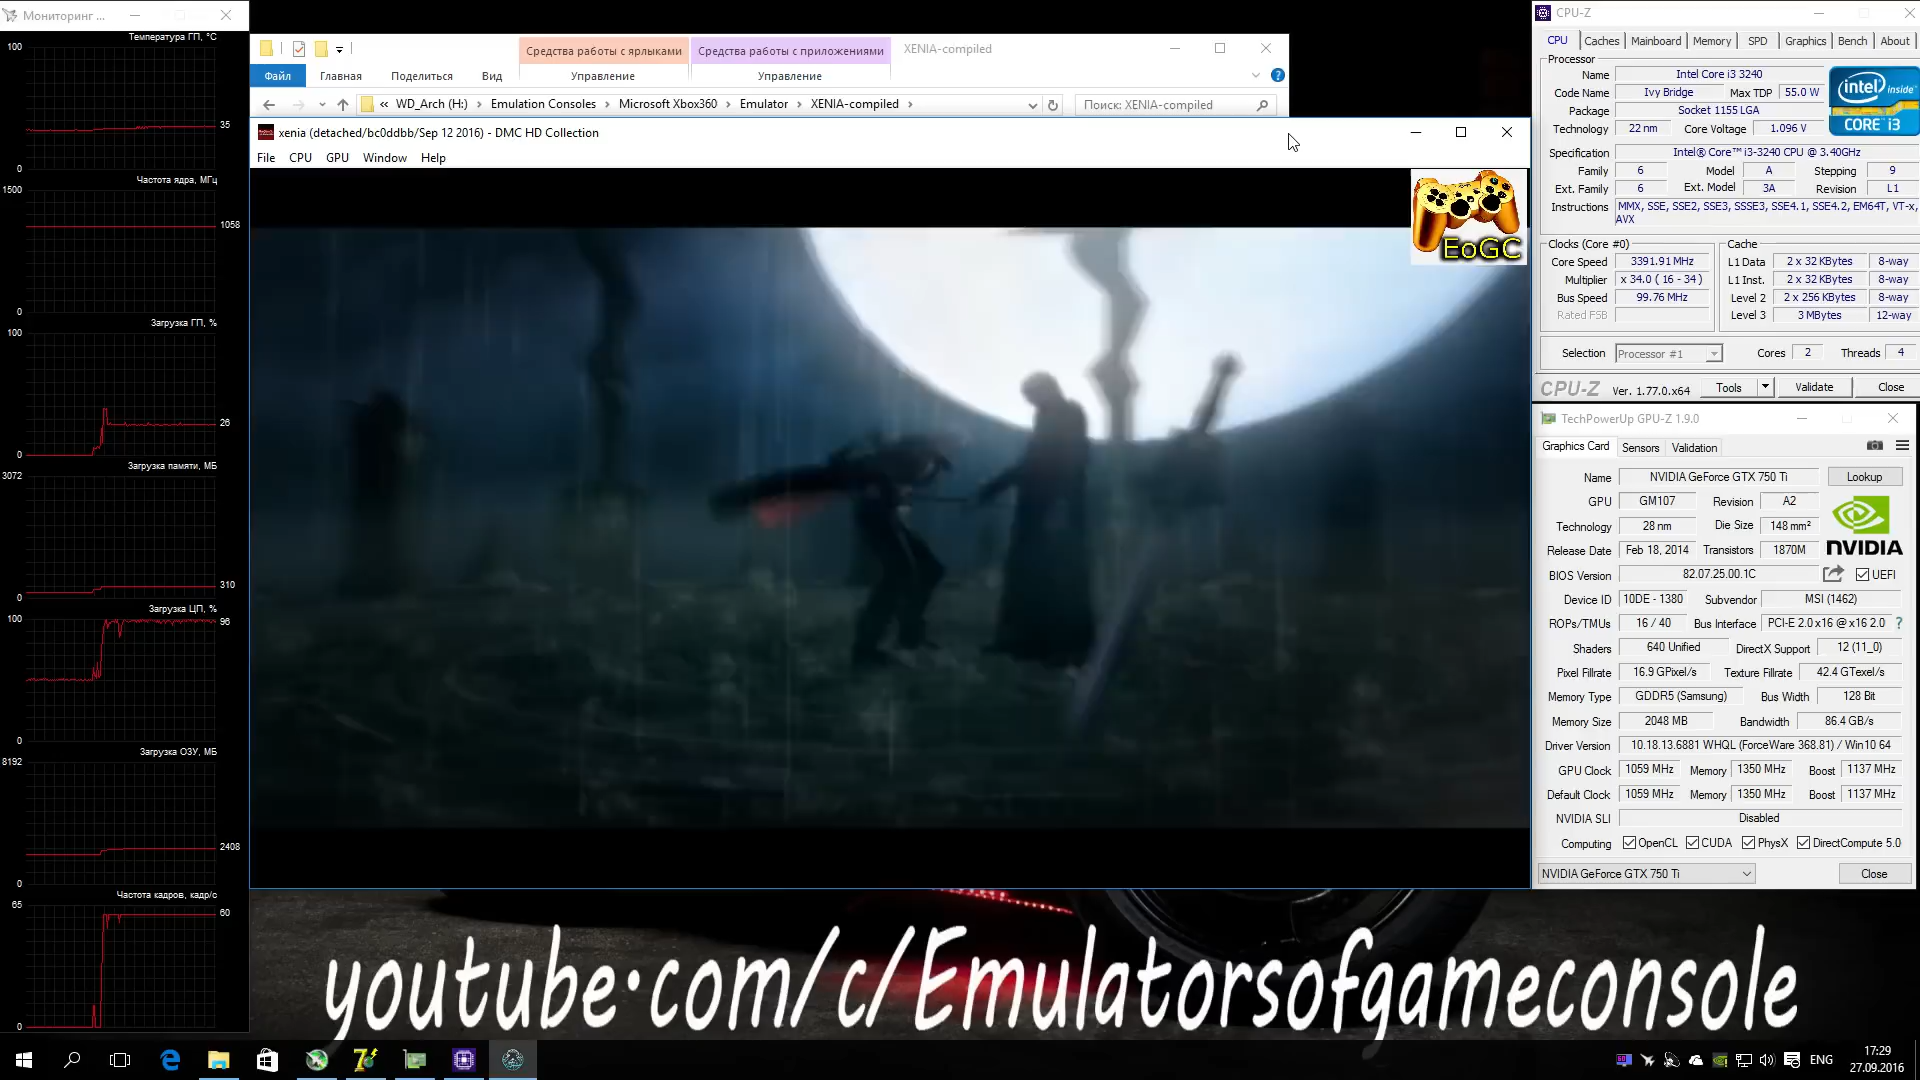 Мониторинг ...
Температура ГП, °C
100
35
0
Частота ядра, МГц
1500
1058
0
Загрузка ГП, %
100
26
0
Загрузка памяти, МБ
3072
310
0
Загрузка ЦП, %
100
96
0
Загрузка ОЗУ, МБ
8192
2408
0
Частота кадров, кадр/с
65
60
0
Средства работы с ярлыками
Средства работы с приложениями
XENIA-compiled
Файл
Главная
Поделиться
Вид
Управление
Управление
« WD_Arch (H:) Emulation Consoles Microsoft Xbox360 Emulator XENIA-compiled
Поиск: XENIA-compiled
xenia (detached/bc0ddbb/Sep 12 2016) - DMC HD Collection
File CPU GPU Window Help
EoGC
youtube.com/c/Emulatorsofgameconsole
CPU-Z
CPU Caches Mainboard Memory SPD Graphics Bench About
Processor
Name Intel Core i3 3240
Code Name Ivy Bridge Max TDP 55.0 W
Package Socket 1155 LGA
Technology 22 nm Core Voltage 1.096 V
intel inside
CORE i3
Specification Intel® Core™ i3-3240 CPU @ 3.40GHz
Family 6 Model A Stepping 9
Ext. Family 6 Ext. Model 3A Revision L1
Instructions MMX, SSE, SSE2, SSE3, SSSE3, SSE4.1, SSE4.2, EM64T, VT-x,
AVX
Clocks (Core #0)
Core Speed 3391.91 MHz
Multiplier x 34.0 ( 16 - 34 )
Bus Speed 99.76 MHz
Rated FSB
Cache
L1 Data 2 x 32 KBytes 8-way
L1 Inst. 2 x 32 KBytes 8-way
Level 2 2 x 256 KBytes 8-way
Level 3 3 MBytes 12-way
Selection Processor #1 Cores 2 Threads 4
CPU-Z Ver. 1.77.0.x64 Tools Validate Close
TechPowerUp GPU-Z 1.9.0
Graphics Card Sensors Validation
Name NVIDIA GeForce GTX 750 Ti Lookup
GPU GM107 Revision A2
Technology 28 nm Die Size 148 mm²
Release Date Feb 18, 2014 Transistors 1870M
NVIDIA
BIOS Version 82.07.25.00.1C UEFI
Device ID 10DE - 1380 Subvendor MSI (1462)
ROPs/TMUs 16 / 40 Bus Interface PCI-E 2.0 x16 @ x16 2.0 ?
Shaders 640 Unified DirectX Support 12 (11_0)
Pixel Fillrate 16.9 GPixel/s Texture Fillrate 42.4 GTexel/s
Memory Type GDDR5 (Samsung) Bus Width 128 Bit
Memory Size 2048 MB Bandwidth 86.4 GB/s
Driver Version 10.18.13.6881 WHQL (ForceWare 368.81) / Win10 64
GPU Clock 1059 MHz Memory 1350 MHz Boost 1137 MHz
Default Clock 1059 MHz Memory 1350 MHz Boost 1137 MHz
NVIDIA SLI Disabled
Computing OpenCL CUDA PhysX DirectCompute 5.0
NVIDIA GeForce GTX 750 Ti Close
ENG
17:29
27.09.2016